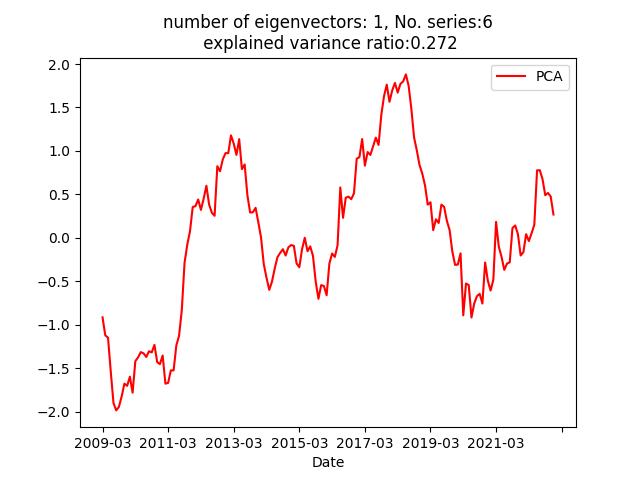 number of eigenvectors: 1, No. series:6
explained variance ratio:0.272
PCA
2.0
1.5
1.0
0.5
0.0
−0.5
−1.0
−1.5
−2.0
2009-03 2011-03 2013-03 2015-03 2017-03 2019-03 2021-03
Date